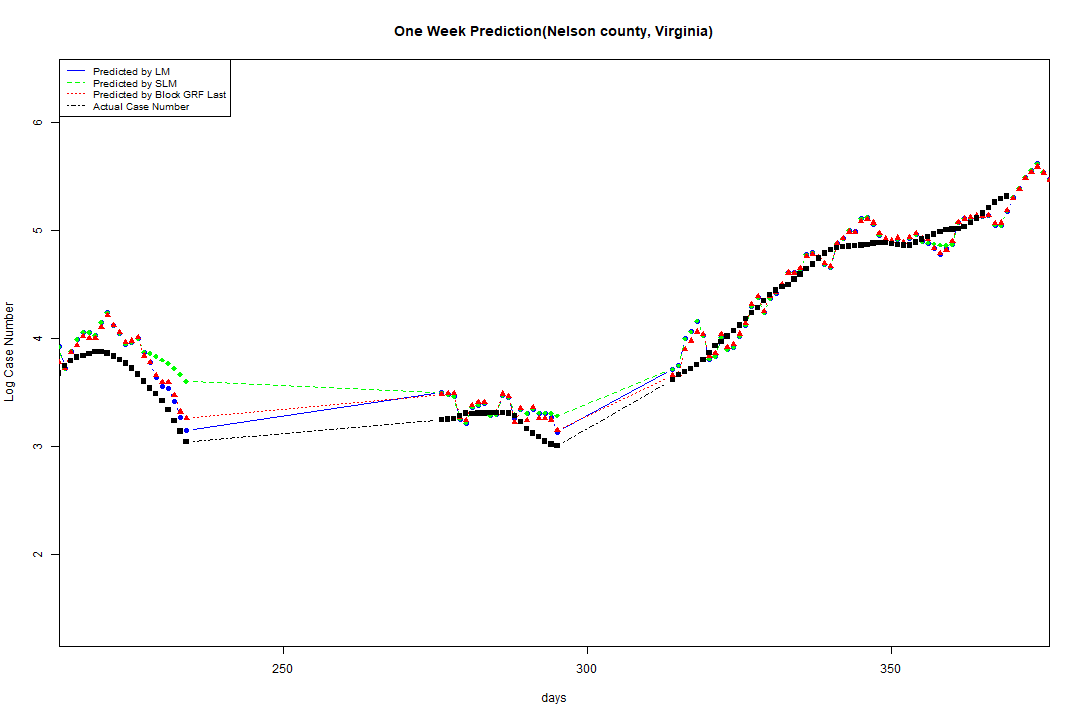 One Week Prediction(Nelson county, Virginia)
Predicted by LM
Predicted by SLM
Predicted by Block GRF Last
Actual Case Number
6
5
4
3
2
Log Case Number
250 300 350
days